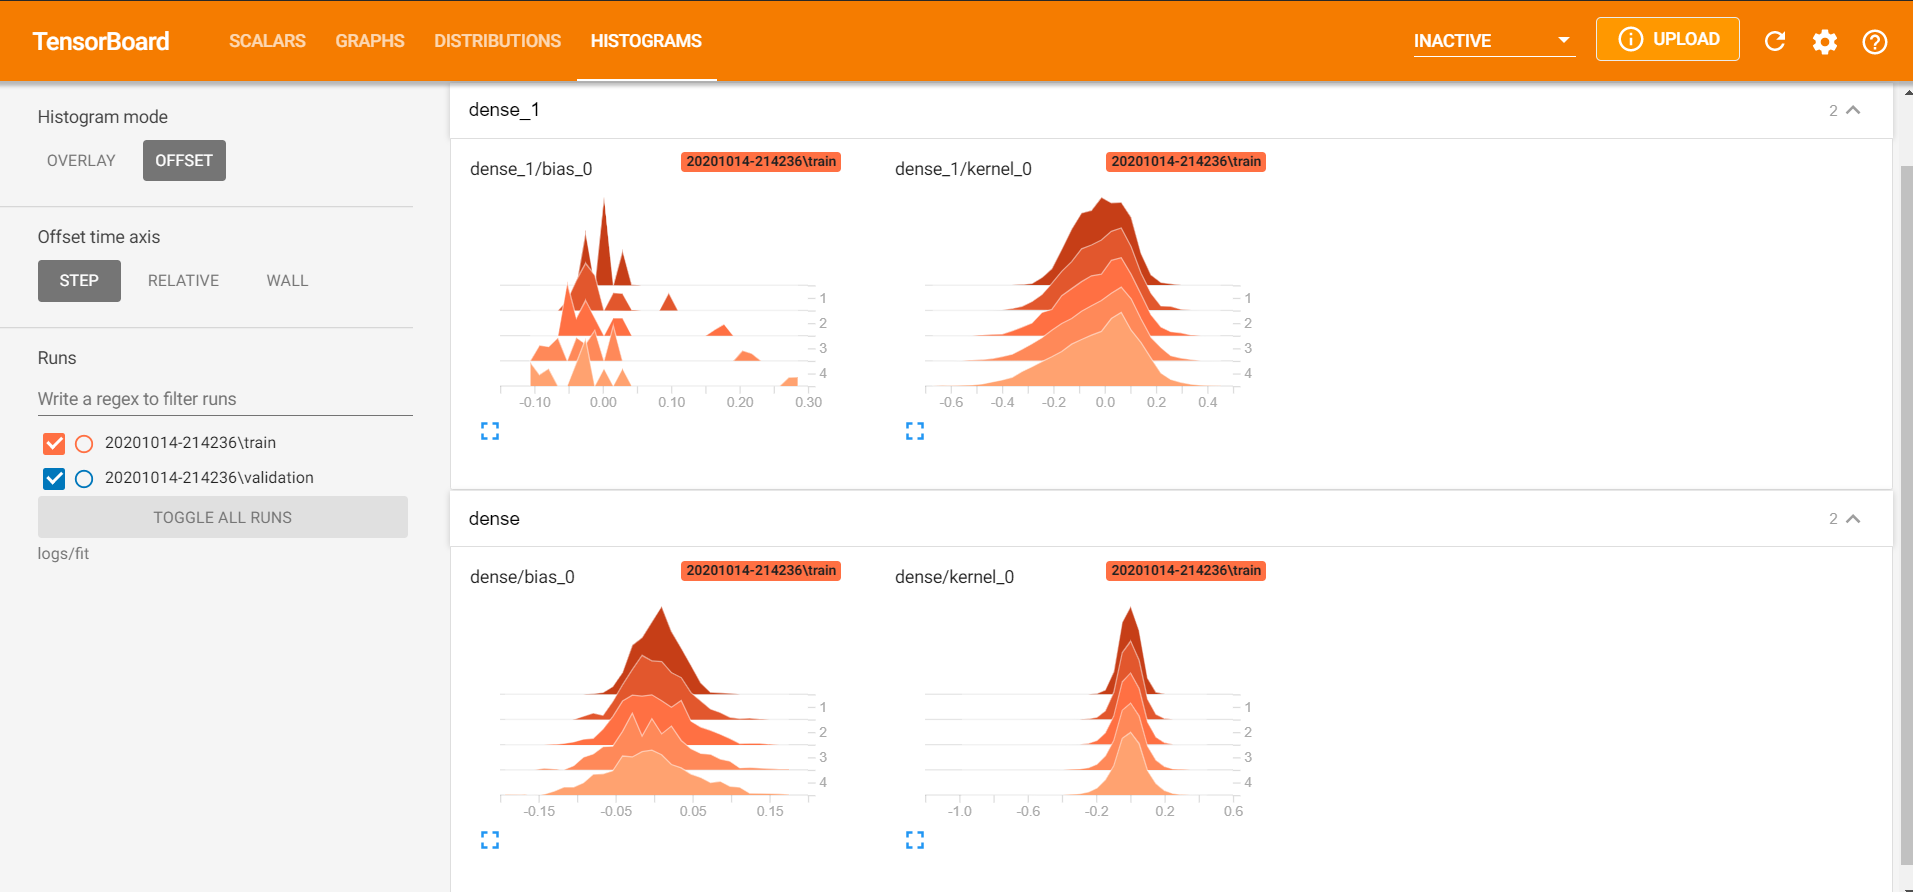 TensorBoard SCALARS GRAPHS DISTRIBUTIONS HISTOGRAMS INACTIVE UPLOAD
Histogram mode
OVERLAY OFFSET
Offset time axis
STEP RELATIVE WALL
Runs
Write a regex to filter runs
20201014-214236\train
20201014-214236\validation
TOGGLE ALL RUNS
logs/fit
dense_1 2
dense_1/bias_0 20201014-214236\train
1
2
3
4
-0.10 0.00 0.10 0.20 0.30
dense_1/kernel_0 20201014-214236\train
1
2
3
4
-0.6 -0.4 -0.2 0.0 0.2 0.4
dense 2
dense/bias_0 20201014-214236\train
1
2
3
4
-0.15 -0.05 0.05 0.15
dense/kernel_0 20201014-214236\train
1
2
3
4
-1.0 -0.6 -0.2 0.2 0.6